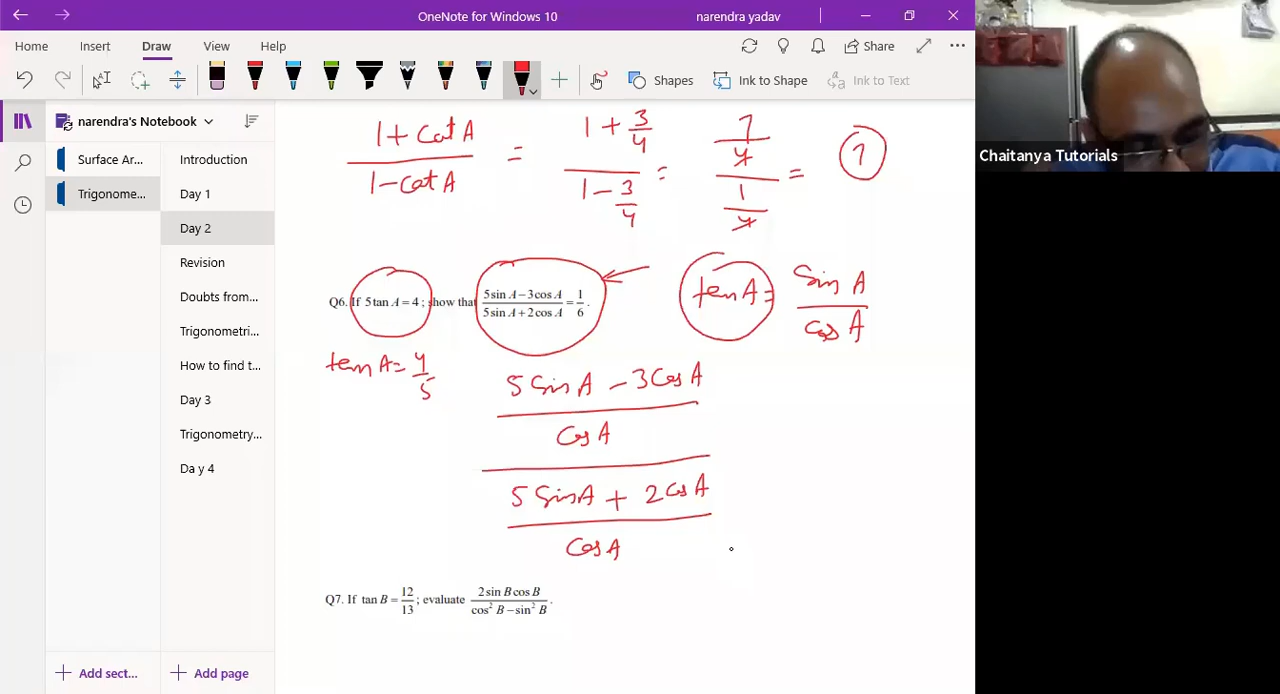 OneNote for Windows 10
narendra yadav
Home Insert Draw View Help
Share
Shapes
Ink to Shape
Ink to Text
narendra's Notebook
Surface Ar...
Trigonome...
Introduction
Day 1
Day 2
Revision
Doubts from...
Trigonometri...
How to find t...
Day 3
Trigonometry...
Da y 4
Add sect...
Add page
Chaitanya Tutorials
1 + cot A / 1 - cot A = 1 + 3/4 / 1 - 3/4 = 7/4 / 1/4 = 7
Q6. If 5 tan A = 4 ; show that 5 sin A − 3 cos A / 5 sin A + 2 cos A = 1/6 .
tan A = sin A / cos A
tan A = 4/5
5 Sin A − 3 Cos A
Cos A
5 Sin A + 2 Cos A
Cos A
Q7. If tan B = 12/13 ; evaluate 2 sin B cos B / cos² B − sin² B .